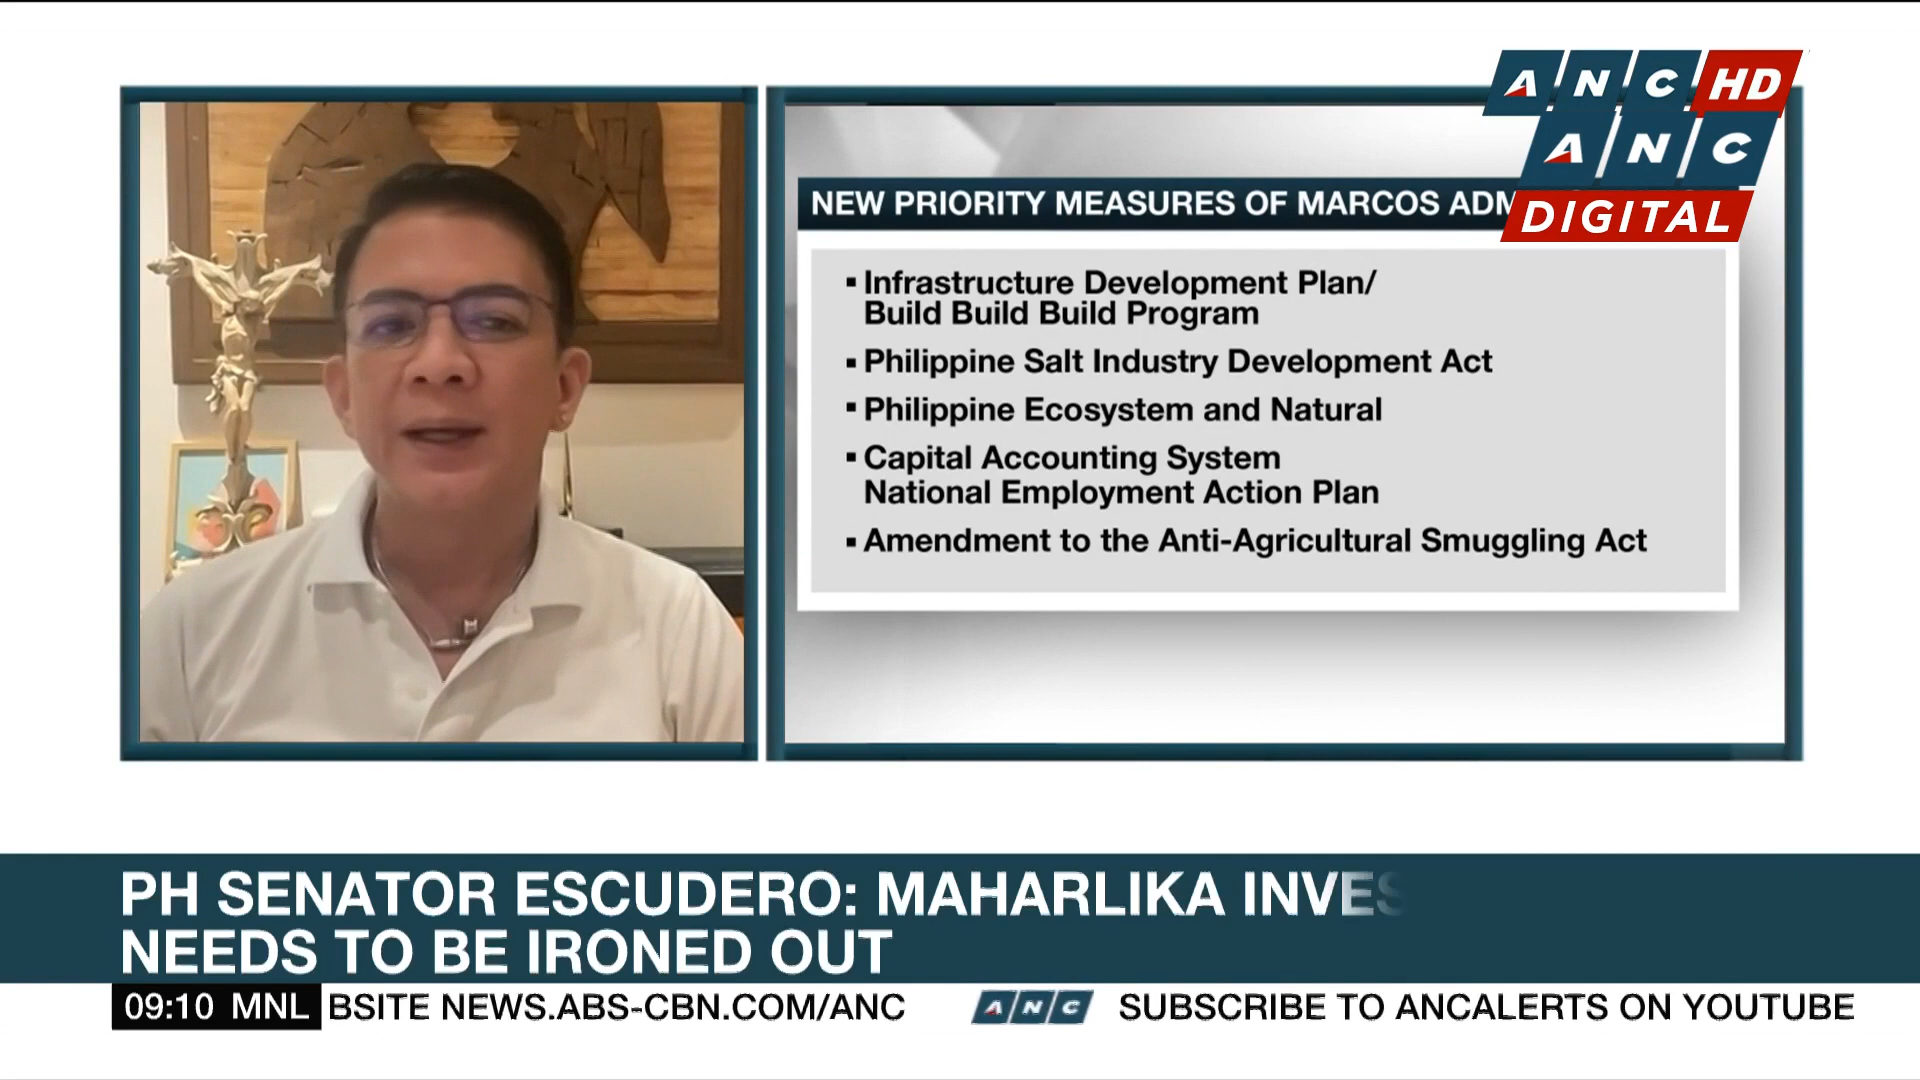 ANC HD
ANC
DIGITAL
NEW PRIORITY MEASURES OF MARCOS
▪ Infrastructure Development Plan/
Build Build Build Program
▪ Philippine Salt Industry Development Act
▪ Philippine Ecosystem and Natural
▪ Capital Accounting System
National Employment Action Plan
▪ Amendment to the Anti-Agricultural Smuggling Act
PH SENATOR ESCUDERO: MAHARLIKA INVES
NEEDS TO BE IRONED OUT
09:10 MNL BSITE NEWS.ABS-CBN.COM/ANC ANC SUBSCRIBE TO ANCALERTS ON YOUTUBE